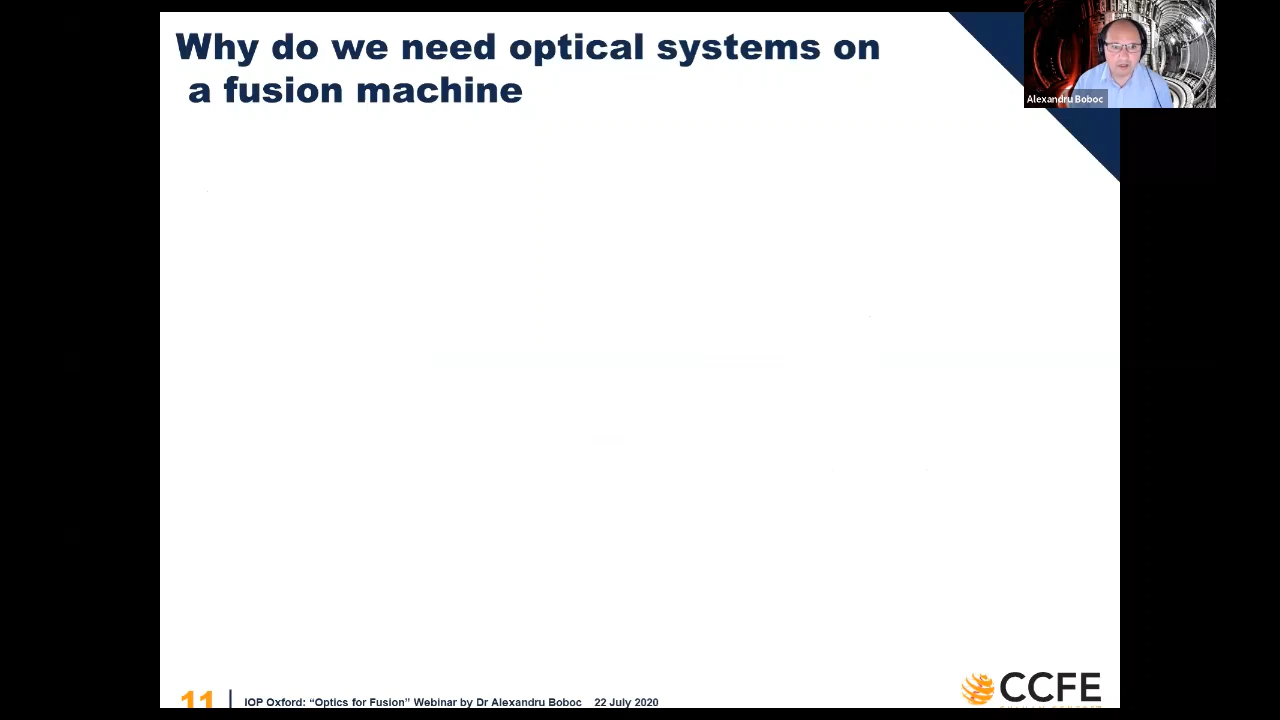 Why do we need optical systems on
a fusion machine
Alexandru Boboc
11 IOP Oxford: “Optics for Fusion” Webinar by Dr Alexandru Boboc 22 July 2020
CCFE